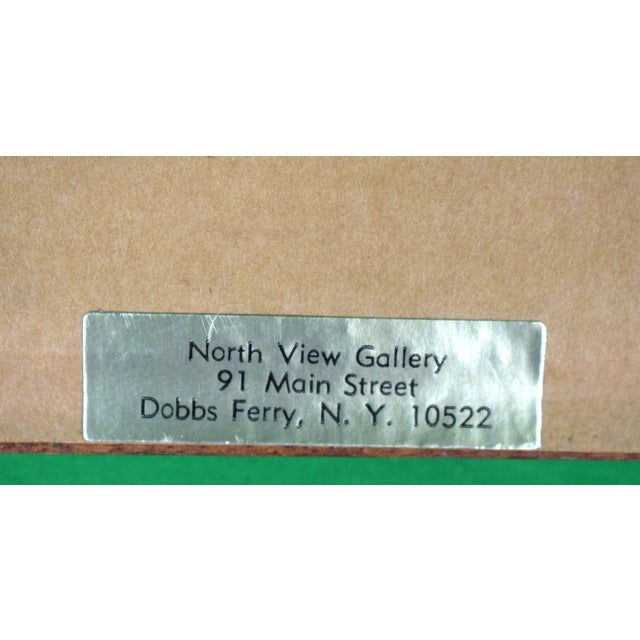 North View Gallery
91 Main Street
Dobbs Ferry, N. Y. 10522